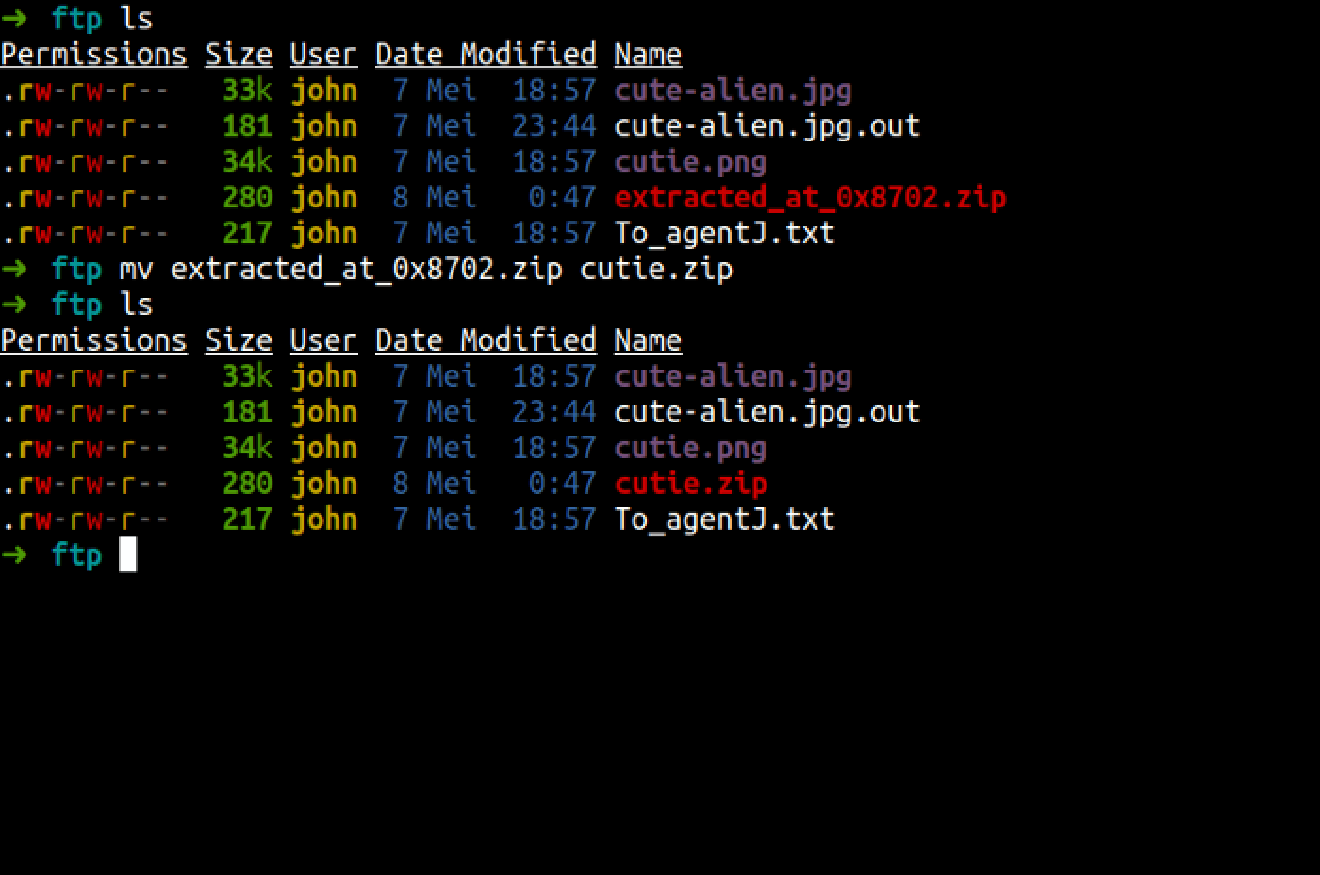 ➜ ftp ls
Permissions Size User Date Modified Name
.rw-rw-r-- 33k john 7 Mei 18:57 cute-alien.jpg
.rw-rw-r-- 181 john 7 Mei 23:44 cute-alien.jpg.out
.rw-rw-r-- 34k john 7 Mei 18:57 cutie.png
.rw-rw-r-- 280 john 8 Mei 0:47 extracted_at_0x8702.zip
.rw-rw-r-- 217 john 7 Mei 18:57 To_agentJ.txt
➜ ftp mv extracted_at_0x8702.zip cutie.zip
➜ ftp ls
Permissions Size User Date Modified Name
.rw-rw-r-- 33k john 7 Mei 18:57 cute-alien.jpg
.rw-rw-r-- 181 john 7 Mei 23:44 cute-alien.jpg.out
.rw-rw-r-- 34k john 7 Mei 18:57 cutie.png
.rw-rw-r-- 280 john 8 Mei 0:47 cutie.zip
.rw-rw-r-- 217 john 7 Mei 18:57 To_agentJ.txt
➜ ftp